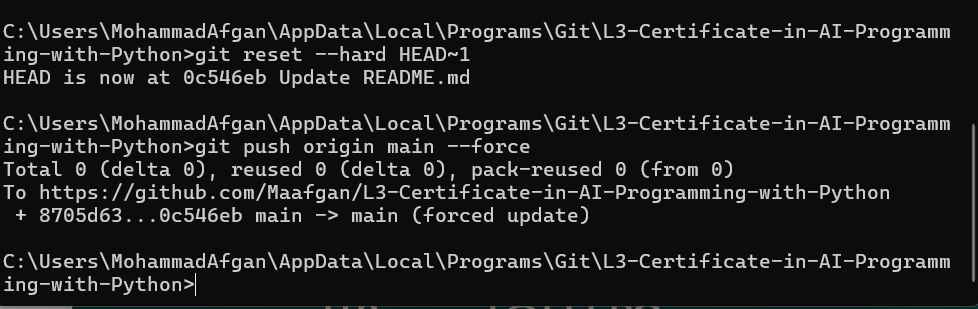 C:\Users\MohammadAfgan\AppData\Local\Programs\Git\L3-Certificate-in-AI-Programm
ing-with-Python>git reset --hard HEAD~1
HEAD is now at 0c546eb Update README.md
C:\Users\MohammadAfgan\AppData\Local\Programs\Git\L3-Certificate-in-AI-Programm
ing-with-Python>git push origin main --force
Total 0 (delta 0), reused 0 (delta 0), pack-reused 0 (from 0)
To https://github.com/Maafgan/L3-Certificate-in-AI-Programming-with-Python
 + 8705d63...0c546eb main -> main (forced update)
C:\Users\MohammadAfgan\AppData\Local\Programs\Git\L3-Certificate-in-AI-Programm
ing-with-Python>